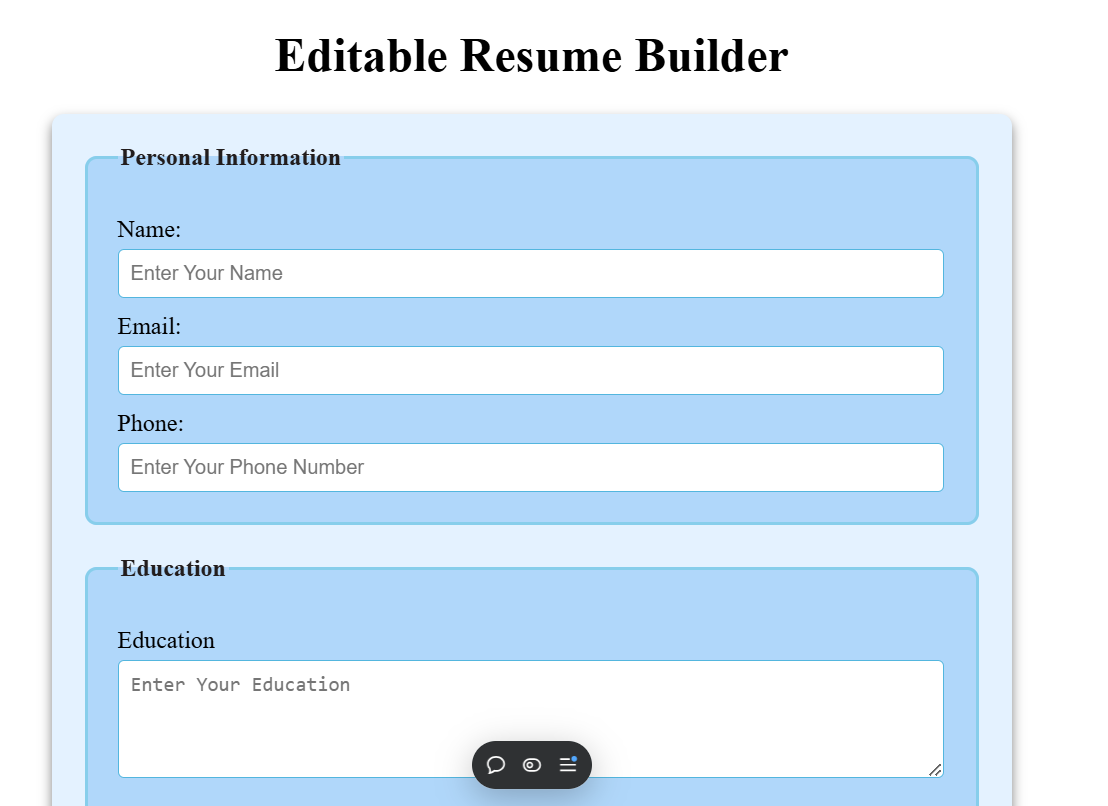 Editable Resume Builder
Personal Information
Name:
Enter Your Name
Email:
Enter Your Email
Phone:
Enter Your Phone Number
Education
Education
Enter Your Education